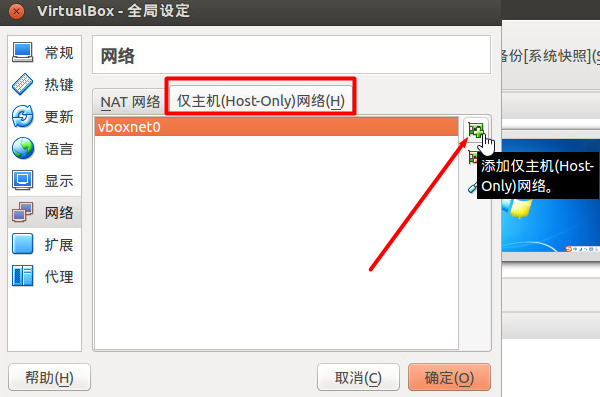 VirtualBox - 全局设定
常规
热键
更新
语言
显示
网络
扩展
代理
网络
NAT 网络
仅主机(Host-Only)网络(H)
vboxnet0
添加仅主机(Host-
Only)网络。
备份[系统快照](S
帮助(H)
取消(C)
确定(O)